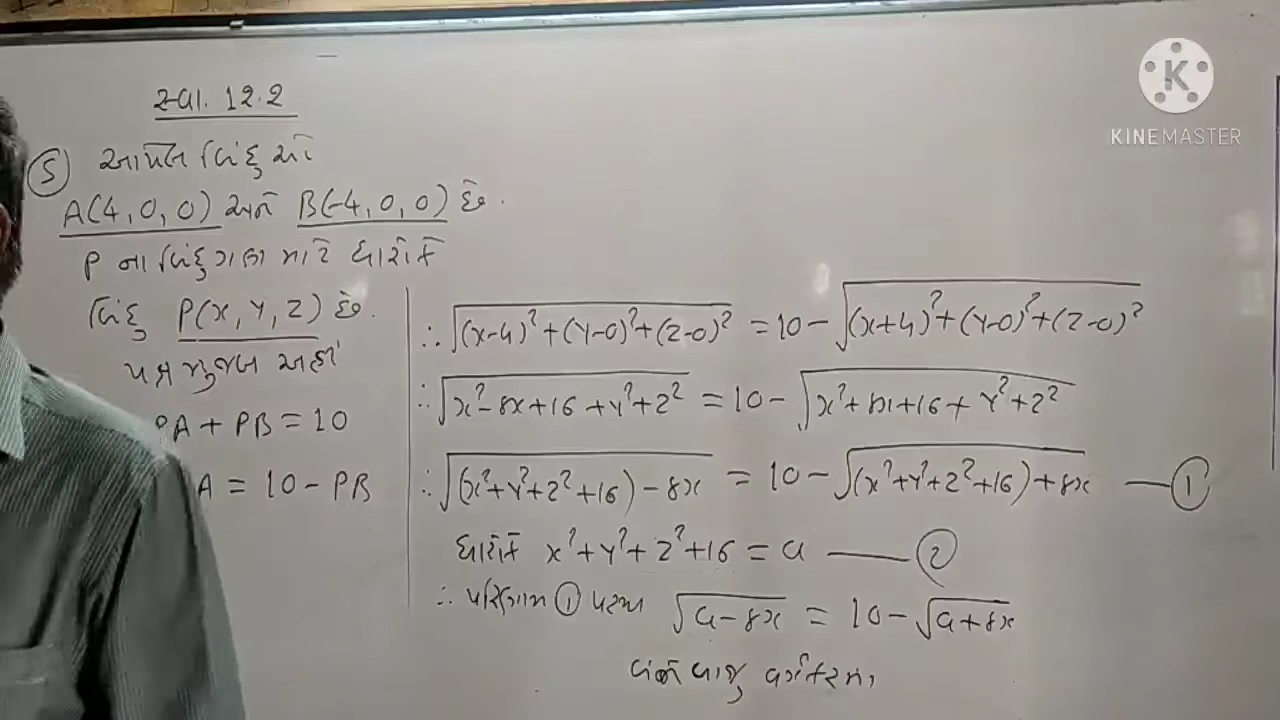 સ્વા. 12.2
(5) આપેલ બિંદુઓ
A(4,0,0) અને B(-4,0,0) છે.
P ના બિંદુગણ માટે ધારોકે
બિંદુ P(x,y,z) છે.
પ્રશ્ન મુજબ અહીં
PA + PB = 10
A = 10 - PB
∴ √((x-4)²+(y-0)²+(z-0)²) = 10 - √((x+4)²+(y-0)²+(z-0)²)
∴ √(x²-8x+16+y²+z²) = 10 - √(x²+8x+16+y²+z²)
∴ √((x²+y²+z²+16)-8x) = 10 - √((x²+y²+z²+16)+8x) — ①
ધારોકે x²+y²+z²+16 = a — ②
∴ પરિણામ ① પરથી √(a-8x) = 10 - √(a+8x)
બંને બાજુ વર્ગ કરતા,
K
KINEMASTER